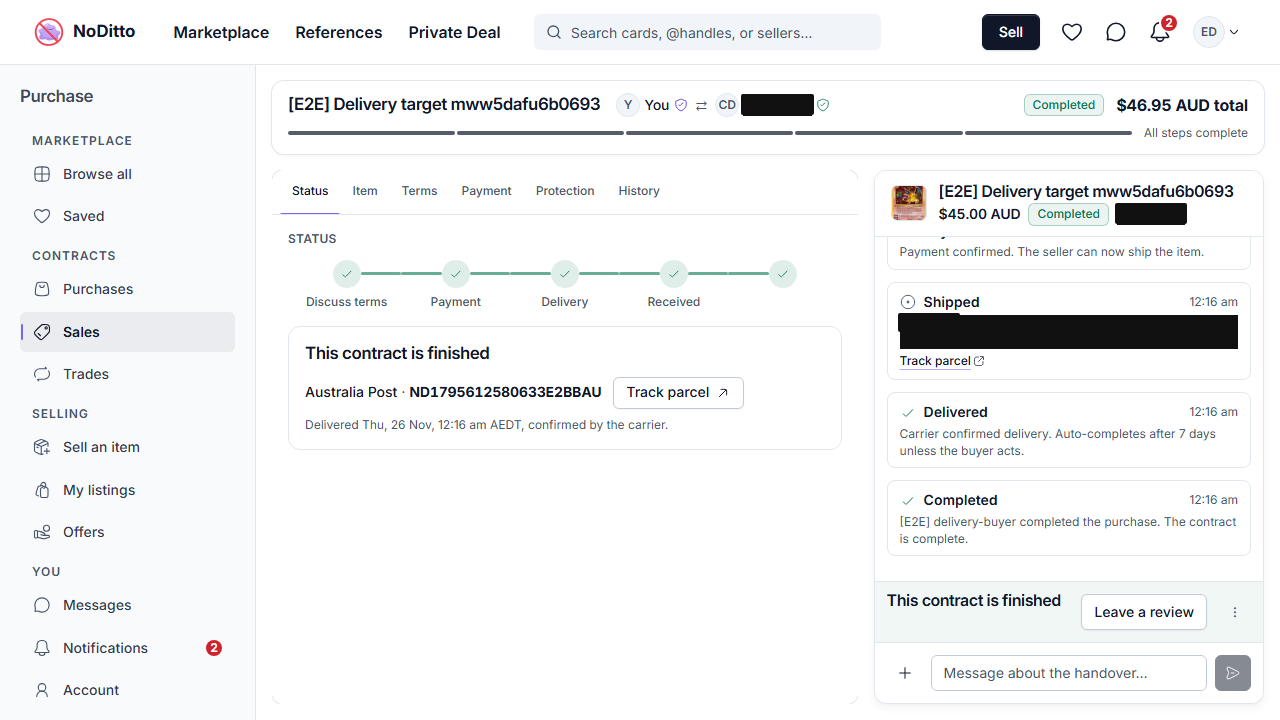 NoDitto
Marketplace
References
Private Deal
Search cards, @handles, or sellers...
Sell
2
ED
Purchase
MARKETPLACE
Browse all
Saved
CONTRACTS
Purchases
Sales
Trades
SELLING
Sell an item
My listings
Offers
YOU
Messages
Notifications
2
Account
[E2E] Delivery target mww5dafu6b0693
Y You
CD
Completed
$46.95 AUD total
All steps complete
Status
Item
Terms
Payment
Protection
History
STATUS
Discuss terms
Payment
Delivery
Received
This contract is finished
Australia Post · ND1795612580633E2BBAU
Track parcel
Delivered Thu, 26 Nov, 12:16 am AEDT, confirmed by the carrier.
[E2E] Delivery target mww5dafu6b0693
$45.00 AUD
Completed
Payment confirmed. The seller can now ship the item.
Shipped
12:16 am
Track parcel
Delivered
12:16 am
Carrier confirmed delivery. Auto-completes after 7 days
unless the buyer acts.
Completed
12:16 am
[E2E] delivery-buyer completed the purchase. The contract
is complete.
This contract is finished
Leave a review
Message about the handover...